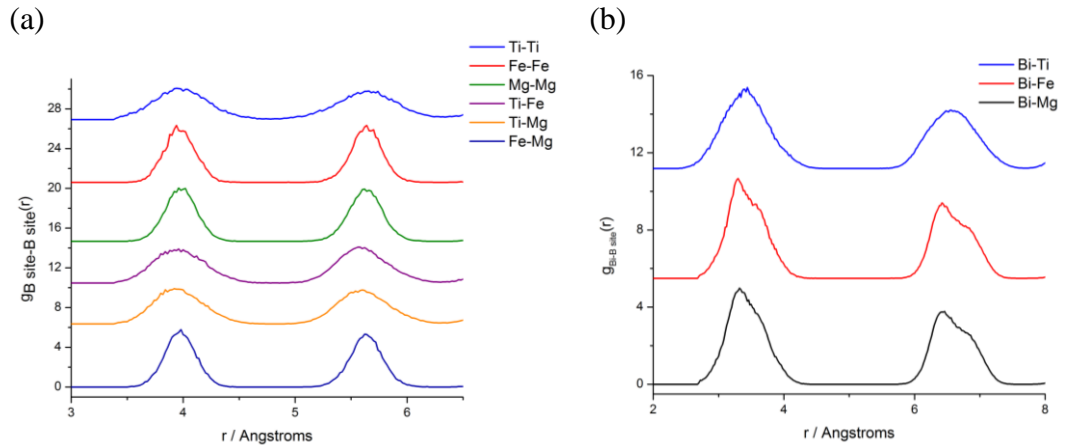 (a)
Ti-Ti
Fe-Fe
Mg-Mg
Ti-Fe
Ti-Mg
Fe-Mg
gB site-B site(r)
28
24
20
16
12
8
4
0
3 4 5 6
r / Angstroms
(b)
Bi-Ti
Bi-Fe
Bi-Mg
gBi-B site(r)
16
12
8
4
0
2 4 6 8
r / Angstroms